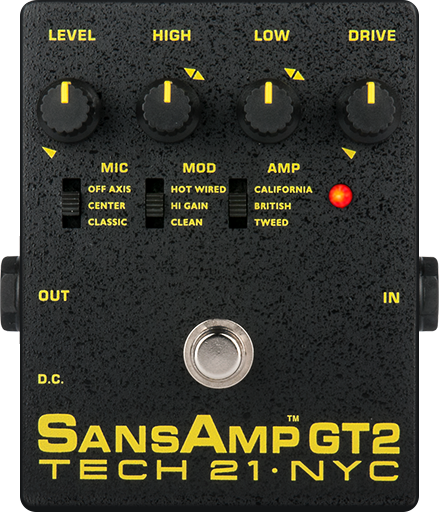 LEVEL HIGH LOW DRIVE
MIC MOD AMP
OFF AXIS HOT WIRED CALIFORNIA
CENTER HI GAIN BRITISH
CLASSIC CLEAN TWEED
OUT IN
D.C.
SANSAMP™ GT2
TECH 21·NYC